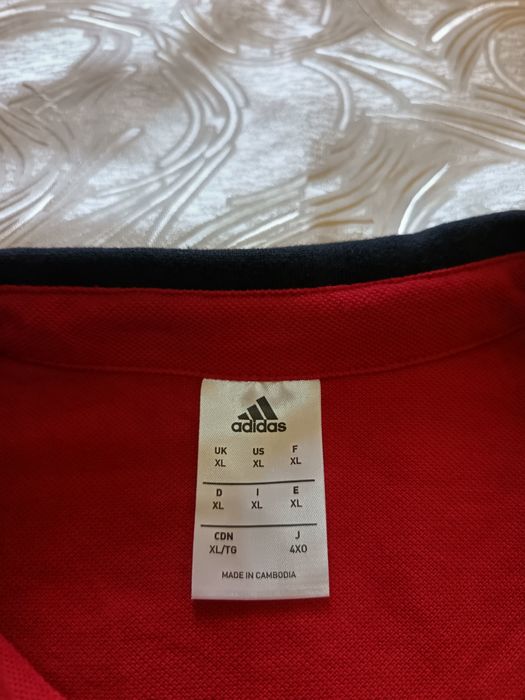 adidas
UK US F
XL XL XL
D I E
XL XL XL
CDN J
XL/TG 4XO
MADE IN CAMBODIA